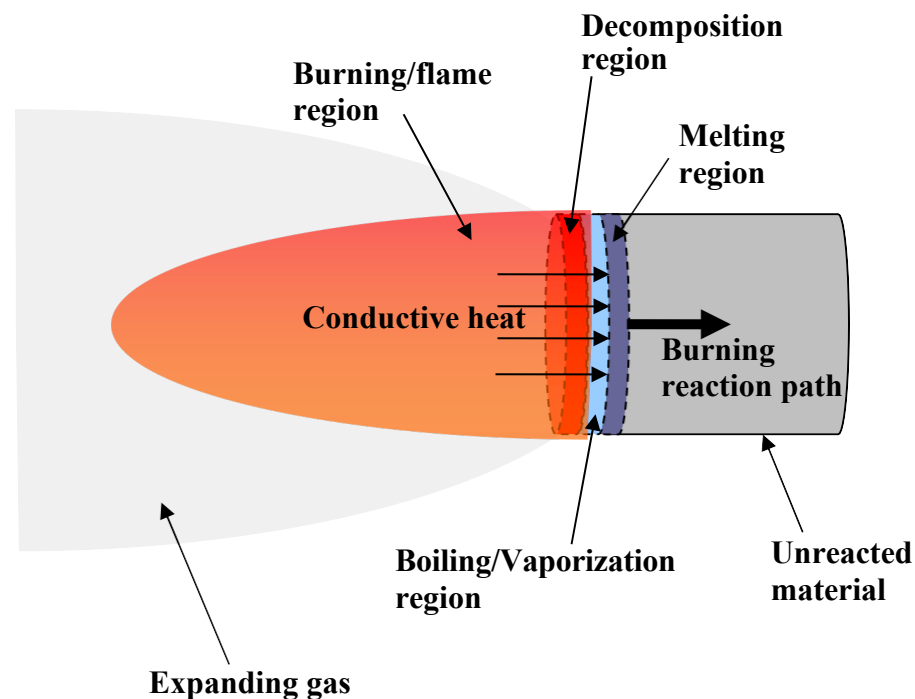 Decomposition
region
Burning/flame
region
Melting
region
Conductive heat
Burning
reaction path
Boiling/Vaporization
region
Unreacted
material
Expanding gas